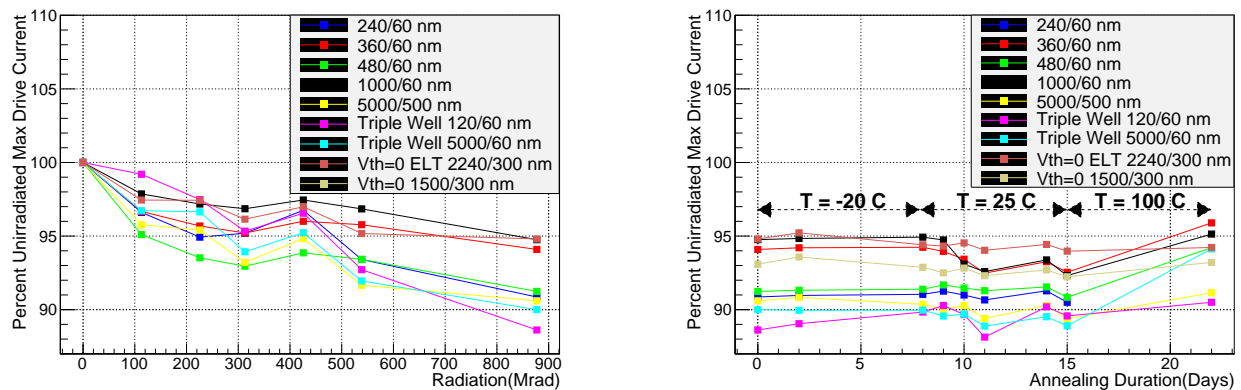 Percent Unirradiated Max Drive Current
110
105
100
95
90
240/60 nm
360/60 nm
480/60 nm
1000/60 nm
5000/500 nm
Triple Well 120/60 nm
Triple Well 5000/60 nm
Vth=0 ELT 2240/300 nm
Vth=0 1500/300 nm
0 100 200 300 400 500 600 700 800 900
Radiation(Mrad)
Percent Unirradiated Max Drive Current
110
105
100
95
90
240/60 nm
360/60 nm
480/60 nm
1000/60 nm
5000/500 nm
Triple Well 120/60 nm
Triple Well 5000/60 nm
Vth=0 ELT 2240/300 nm
Vth=0 1500/300 nm
T = -20 C T = 25 C T = 100 C
0 5 10 15 20
Annealing Duration(Days)